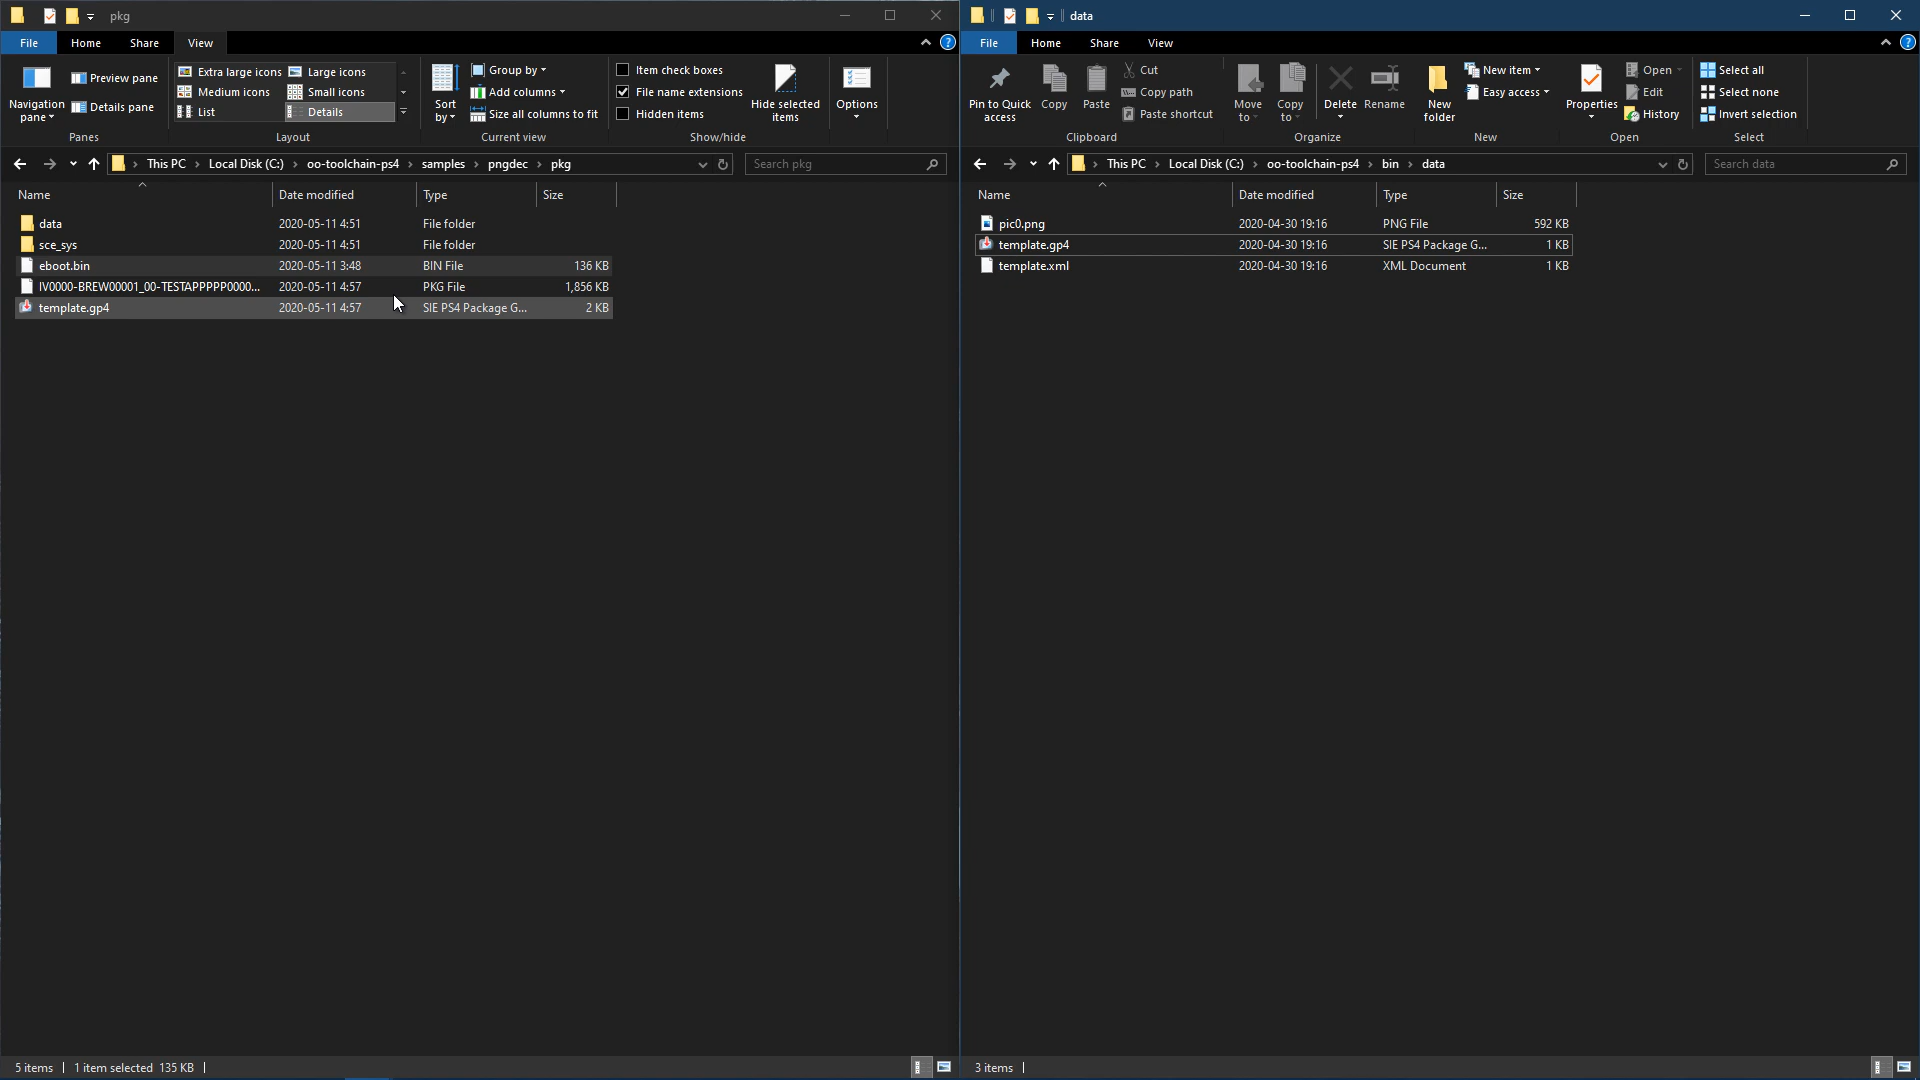 pkg
File Home Share View
Navigation pane
Preview pane
Details pane
Panes
Extra large icons Large icons
Medium icons Small icons
List Details
Layout
Sort by
Group by
Add columns
Size all columns to fit
Current view
Item check boxes
File name extensions
Hidden items
Hide selected items
Show/hide
Options
This PC > Local Disk (C:) > oo-toolchain-ps4 > samples > pngdec > pkg
Search pkg
Name Date modified Type Size
data 2020-05-11 4:51 File folder
sce_sys 2020-05-11 4:51 File folder
eboot.bin 2020-05-11 3:48 BIN File 136 KB
IV0000-BREW00001_00-TESTAPPPPP0000... 2020-05-11 4:57 PKG File 1,856 KB
template.gp4 2020-05-11 4:57 SIE PS4 Package G... 2 KB
5 items 1 item selected 135 KB
data
File Home Share View
Pin to Quick access
Copy
Paste
Cut
Copy path
Paste shortcut
Clipboard
Move to
Copy to
Delete
Rename
Organize
New folder
New item
Easy access
New
Properties
Open
Edit
History
Open
Select all
Select none
Invert selection
Select
This PC > Local Disk (C:) > oo-toolchain-ps4 > bin > data
Search data
Name Date modified Type Size
pic0.png 2020-04-30 19:16 PNG File 592 KB
template.gp4 2020-04-30 19:16 SIE PS4 Package G... 1 KB
template.xml 2020-04-30 19:16 XML Document 1 KB
3 items